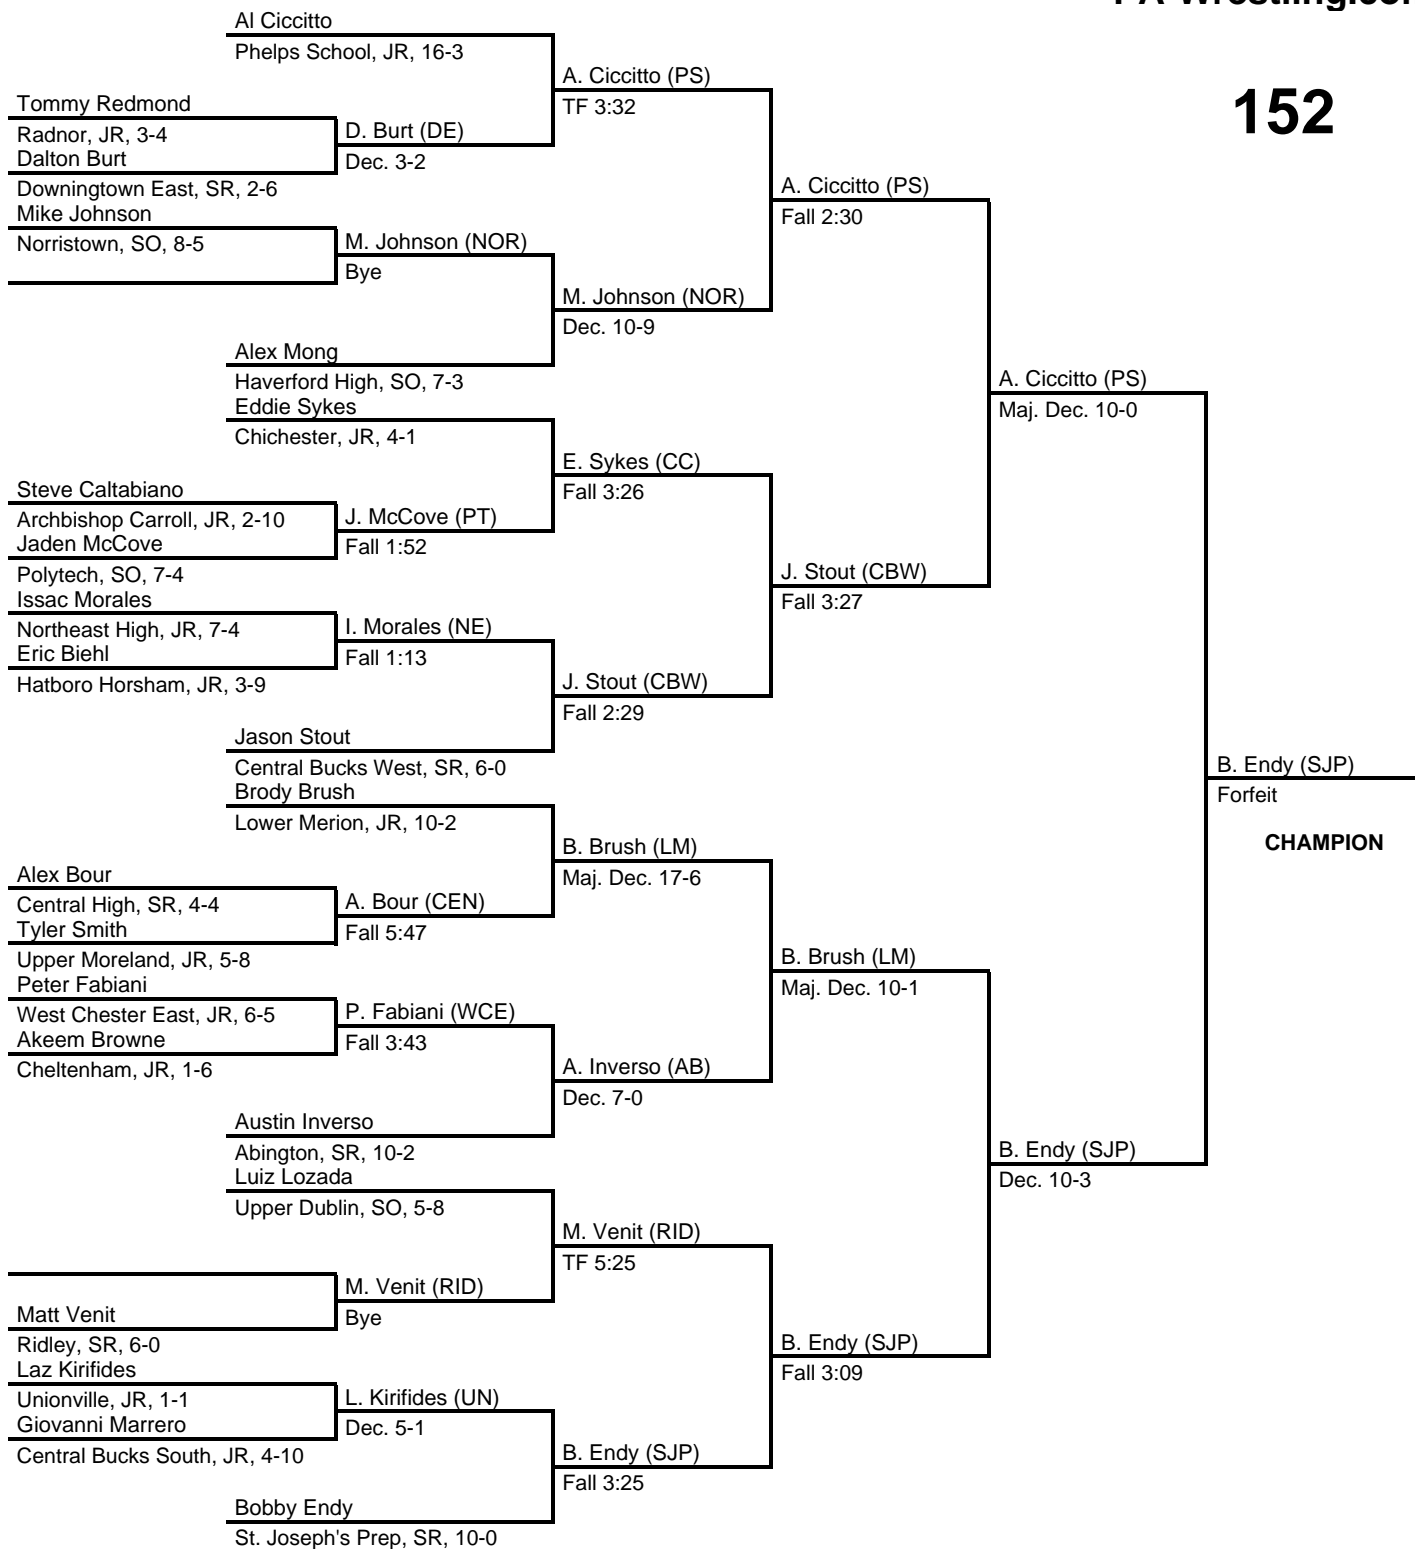 Al Ciccitto
Phelps School, JR, 16-3
A. Ciccitto (PS)
TF 3:32
152
Tommy Redmond
Radnor, JR, 3-4
D. Burt (DE)
Dalton Burt
Dec. 3-2
Downingtown East, SR, 2-6
A. Ciccitto (PS)
Mike Johnson
Fall 2:30
Norristown, SO, 8-5
M. Johnson (NOR)
Bye
M. Johnson (NOR)
Dec. 10-9
Alex Mong
Haverford High, SO, 7-3
A. Ciccitto (PS)
Eddie Sykes
Maj. Dec. 10-0
Chichester, JR, 4-1
E. Sykes (CC)
Fall 3:26
Steve Caltabiano
Archbishop Carroll, JR, 2-10
J. McCove (PT)
Jaden McCove
Fall 1:52
Polytech, SO, 7-4
J. Stout (CBW)
Issac Morales
Fall 3:27
Northeast High, JR, 7-4
I. Morales (NE)
Eric Biehl
Fall 1:13
Hatboro Horsham, JR, 3-9
J. Stout (CBW)
Fall 2:29
Jason Stout
Central Bucks West, SR, 6-0
B. Endy (SJP)
Brody Brush
Forfeit
Lower Merion, JR, 10-2
CHAMPION
B. Brush (LM)
Maj. Dec. 17-6
Alex Bour
Central High, SR, 4-4
A. Bour (CEN)
Tyler Smith
Fall 5:47
Upper Moreland, JR, 5-8
B. Brush (LM)
Peter Fabiani
Maj. Dec. 10-1
West Chester East, JR, 6-5
P. Fabiani (WCE)
Akeem Browne
Fall 3:43
Cheltenham, JR, 1-6
A. Inverso (AB)
Dec. 7-0
Austin Inverso
Abington, SR, 10-2
B. Endy (SJP)
Luiz Lozada
Dec. 10-3
Upper Dublin, SO, 5-8
M. Venit (RID)
TF 5:25
M. Venit (RID)
Matt Venit
Bye
Ridley, SR, 6-0
B. Endy (SJP)
Laz Kirifides
Fall 3:09
Unionville, JR, 1-1
L. Kirifides (UN)
Giovanni Marrero
Dec. 5-1
Central Bucks South, JR, 4-10
B. Endy (SJP)
Fall 3:25
Bobby Endy
St. Joseph's Prep, SR, 10-0